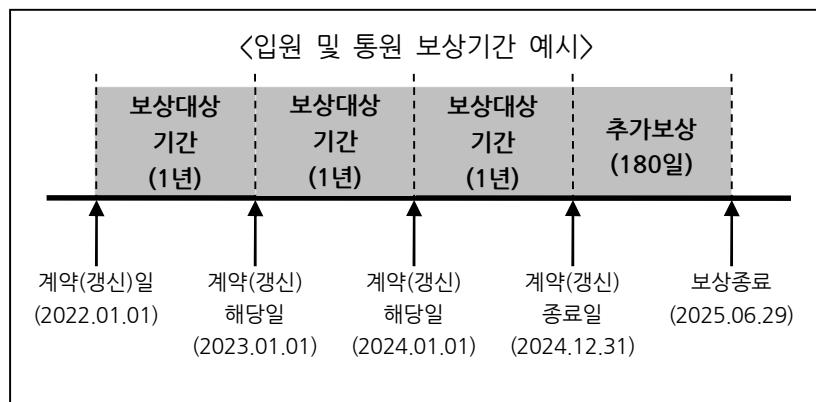 <입원 및 통원 보상기간 예시>
보상대상
기간
(1년)
보상대상
기간
(1년)
보상대상
기간
(1년)
추가보상
(180일)
계약(갱신)일
(2022.01.01)
계약(갱신)
해당일
(2023.01.01)
계약(갱신)
해당일
(2024.01.01)
계약(갱신)
종료일
(2024.12.31)
보상종료
(2025.06.29)